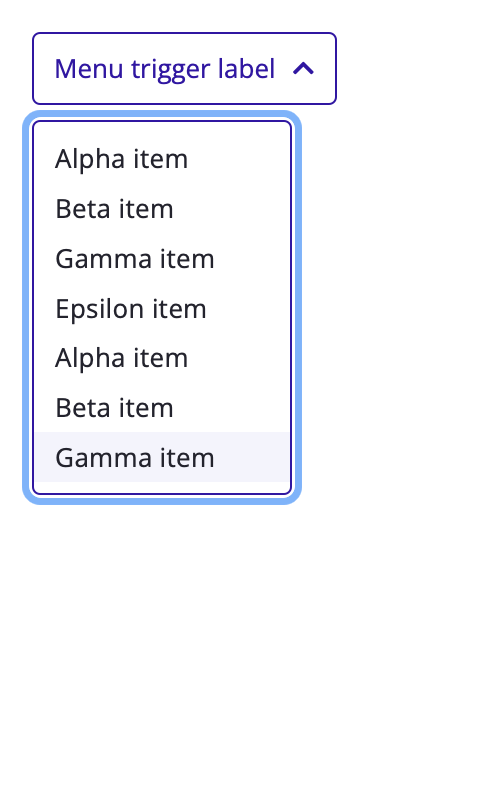 Menu trigger label
Alpha item
Beta item
Gamma item
Epsilon item
Alpha item
Beta item
Gamma item